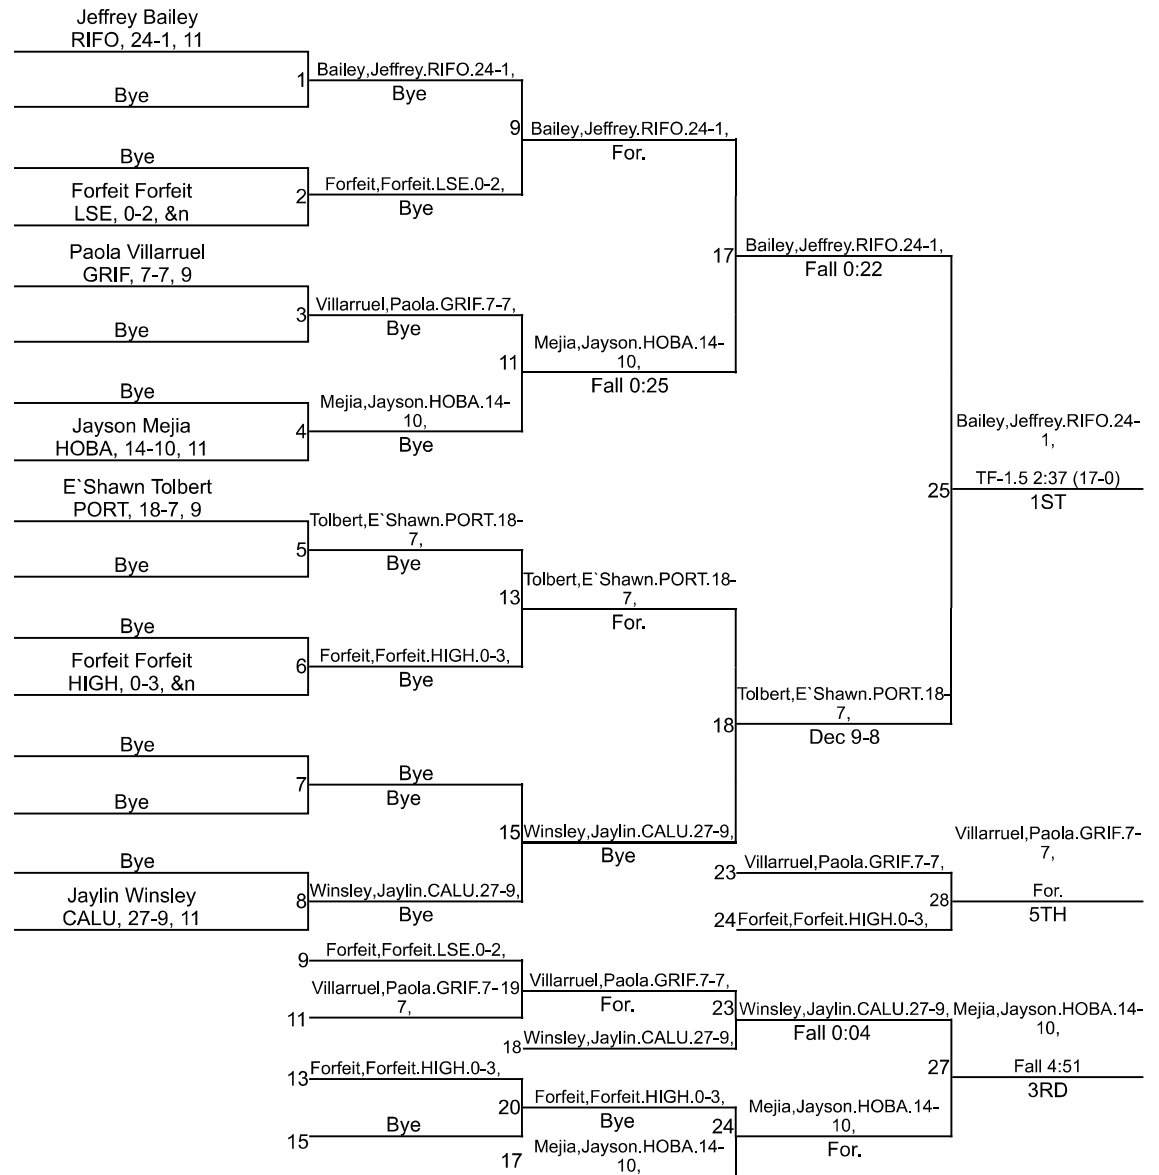 Jeffrey Bailey
RIFO, 24-1, 11
1
Bye
Bailey,Jeffrey.RIFO.24-1,
Bye
9
Bailey,Jeffrey.RIFO.24-1,
For.
Bye
Forfeit Forfeit
LSE, 0-2, &n
2
Forfeit,Forfeit.LSE.0-2,
Bye
17
Bailey,Jeffrey.RIFO.24-1,
Fall 0:22
Paola Villarruel
GRIF, 7-7, 9
3
Bye
Villarruel,Paola.GRIF.7-7,
Bye
11
Mejia,Jayson.HOBA.14-
10,
Fall 0:25
Bye
Jayson Mejia
HOBA, 14-10, 11
4
Mejia,Jayson.HOBA.14-
10,
Bye
25
Bailey,Jeffrey.RIFO.24-
1,
TF-1.5 2:37 (17-0)
1ST
E`Shawn Tolbert
PORT, 18-7, 9
5
Bye
Tolbert,E`Shawn.PORT.18-
7,
Bye
13
Tolbert,E`Shawn.PORT.18-
7,
For.
Bye
Forfeit Forfeit
HIGH, 0-3, &n
6
Forfeit,Forfeit.HIGH.0-3,
Bye
18
Tolbert,E`Shawn.PORT.18-
7,
Dec 9-8
Bye
7
Bye
Bye
Bye
15
Winsley,Jaylin.CALU.27-9,
Bye
Bye
Jaylin Winsley
CALU, 27-9, 11
8
Winsley,Jaylin.CALU.27-9,
Bye
23
Villarruel,Paola.GRIF.7-7,
28
24
Forfeit,Forfeit.HIGH.0-3,
Villarruel,Paola.GRIF.7-
7,
For.
5TH
9
Forfeit,Forfeit.LSE.0-2,
11
Villarruel,Paola.GRIF.7-
7,
19
Villarruel,Paola.GRIF.7-7,
For.
18
Winsley,Jaylin.CALU.27-9,
23
Winsley,Jaylin.CALU.27-9,
Fall 0:04
13
Forfeit,Forfeit.HIGH.0-3,
15
Bye
20
Forfeit,Forfeit.HIGH.0-3,
Bye
17
Mejia,Jayson.HOBA.14-
10,
24
Mejia,Jayson.HOBA.14-
10,
For.
27
Mejia,Jayson.HOBA.14-
10,
Fall 4:51
3RD